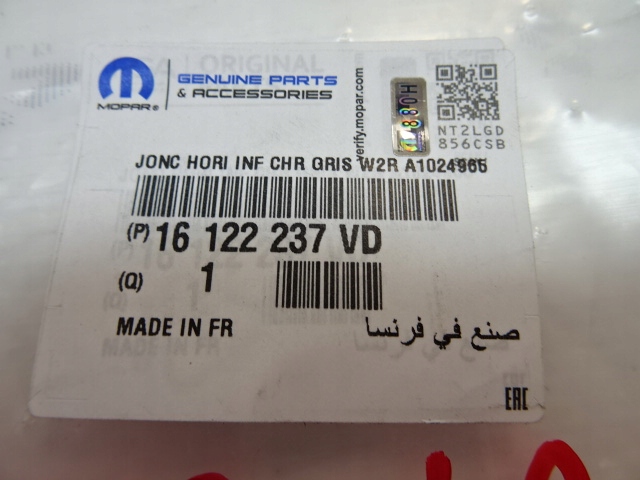 MOPAR®
GENUINE PARTS
& ACCESSORIES
verify.mopar.com
NT2LGD
856CSB
JONC HORI INF CHR GRIS W2R A1024966
(P) 16 122 237 VD
(Q) 1
MADE IN FR
صنع في فرنسا
EAC